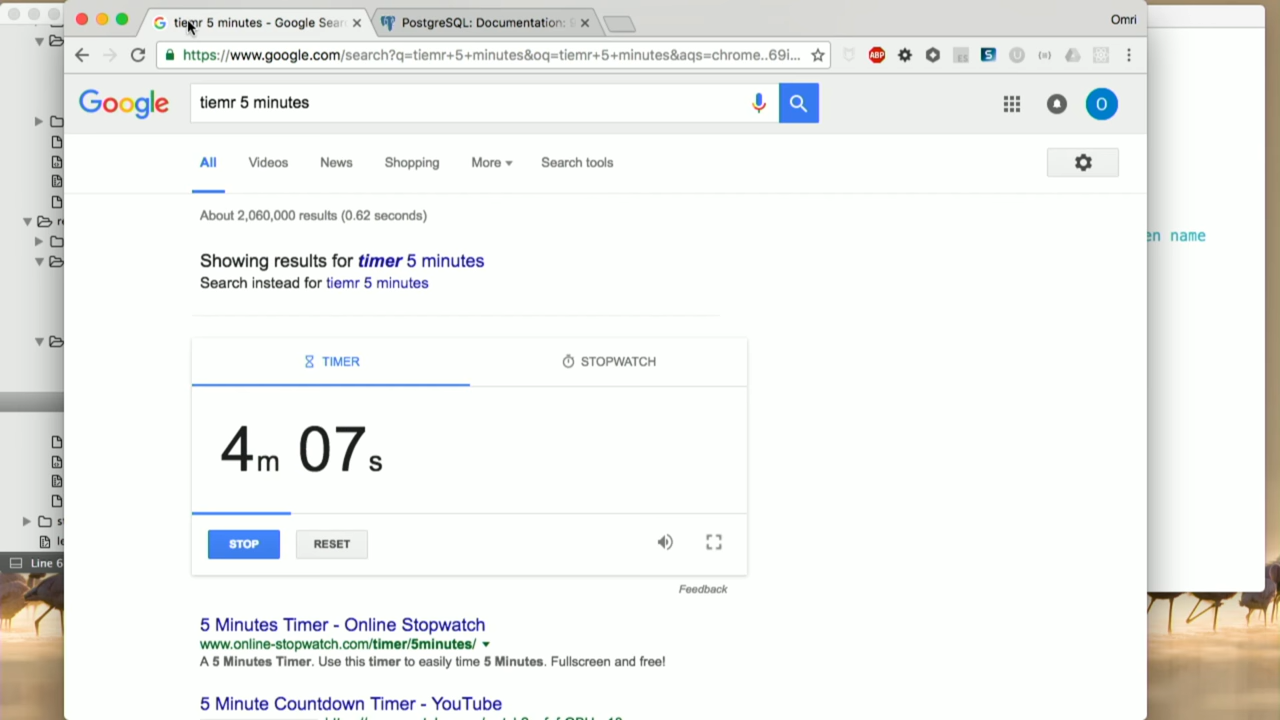 tiemr 5 minutes - Google Sear
PostgreSQL: Documentation:
Omri
https://www.google.com/search?q=tiemr+5+minutes&oq=tiemr+5+minutes&aqs=chrome..69i...
ABP
S
Google
tiemr 5 minutes
O
All Videos News Shopping More Search tools
About 2,060,000 results (0.62 seconds)
en name
Showing results for timer 5 minutes
Search instead for tiemr 5 minutes
TIMER
STOPWATCH
4m 07s
STOP
RESET
Line 6
Feedback
5 Minutes Timer - Online Stopwatch
www.online-stopwatch.com/timer/5minutes/
A 5 Minutes Timer. Use this timer to easily time 5 Minutes. Fullscreen and free!
5 Minute Countdown Timer - YouTube